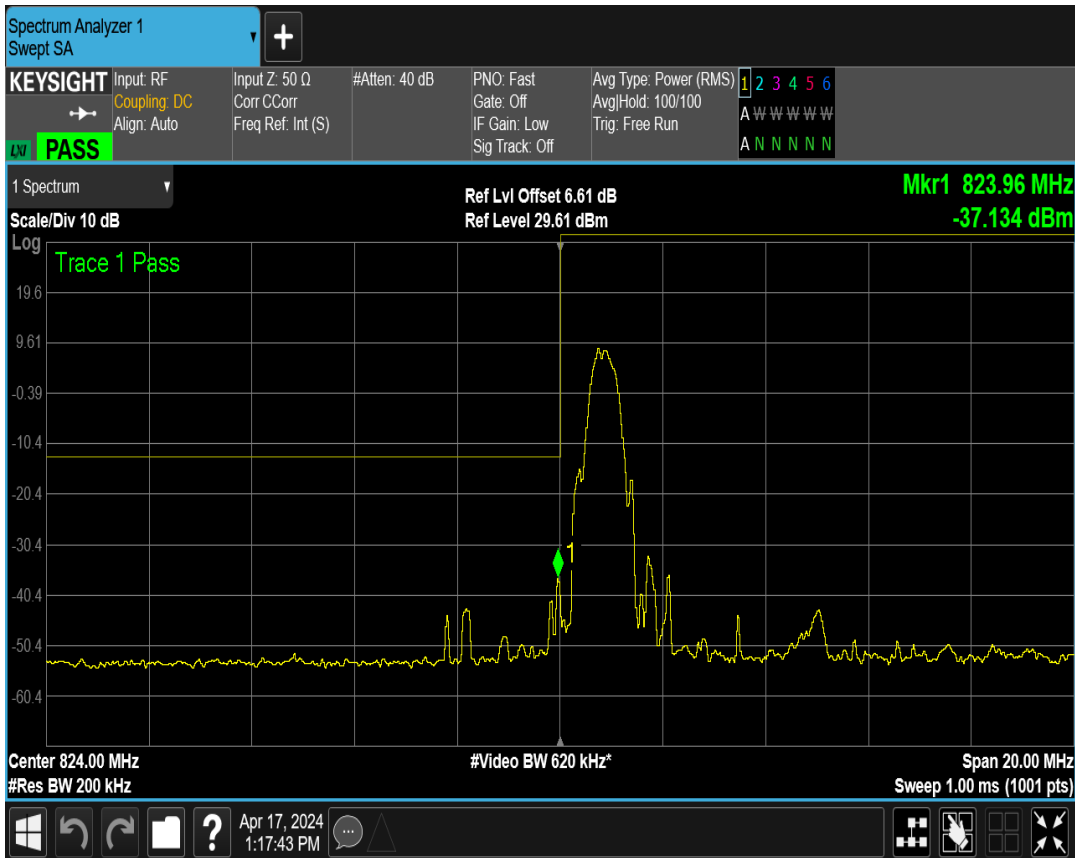 Spectrum Analyzer 1
Swept SA
+
KEYSIGHT
LXI PASS
Input: RF
Coupling: DC
Align: Auto
Input Z: 50 Ω
Corr CCorr
Freq Ref: Int (S)
#Atten: 40 dB
PNO: Fast
Gate: Off
IF Gain: Low
Sig Track: Off
Avg Type: Power (RMS)
Avg|Hold: 100/100
Trig: Free Run
1 2 3 4 5 6
A W W W W W
A N N N N N
1 Spectrum
Scale/Div 10 dB
Ref Lvl Offset 6.61 dB
Ref Level 29.61 dBm
Mkr1 823.96 MHz
-37.134 dBm
Log
Trace 1 Pass
19.6
9.61
-0.39
-10.4
-20.4
-30.4
-40.4
-50.4
-60.4
1
Center 824.00 MHz
#Res BW 200 kHz
#Video BW 620 kHz*
Span 20.00 MHz
Sweep 1.00 ms (1001 pts)
?
Apr 17, 2024
1:17:43 PM